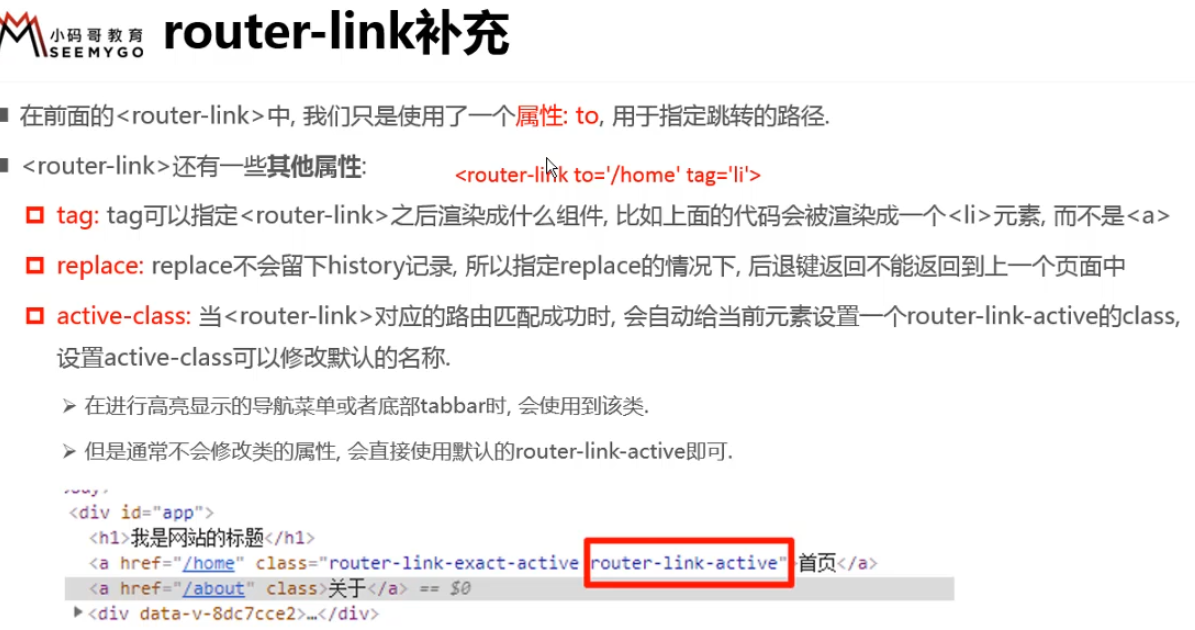 小码哥教育
SEEMYGO
router-link补充
在前面的<router-link>中, 我们只是使用了一个属性: to, 用于指定跳转的路径.
<router-link>还有一些其他属性:
<router-link to='/home' tag='li'>
tag: tag可以指定<router-link>之后渲染成什么组件, 比如上面的代码会被渲染成一个<li>元素, 而不是<a>
replace: replace不会留下history记录, 所以指定replace的情况下, 后退键返回不能返回到上一个页面中
active-class: 当<router-link>对应的路由匹配成功时, 会自动给当前元素设置一个router-link-active的class,
设置active-class可以修改默认的名称.
在进行高亮显示的导航菜单或者底部tabbar时, 会使用到该类.
但是通常不会修改类的属性, 会直接使用默认的router-link-active即可.
<div id="app">
<h1>我是网站的标题</h1>
<a href="/home" class="router-link-exact-active router-link-active">首页</a>
<a href="/about" class>关于</a> == $0
<div data-v-8dc7cce2>…</div>